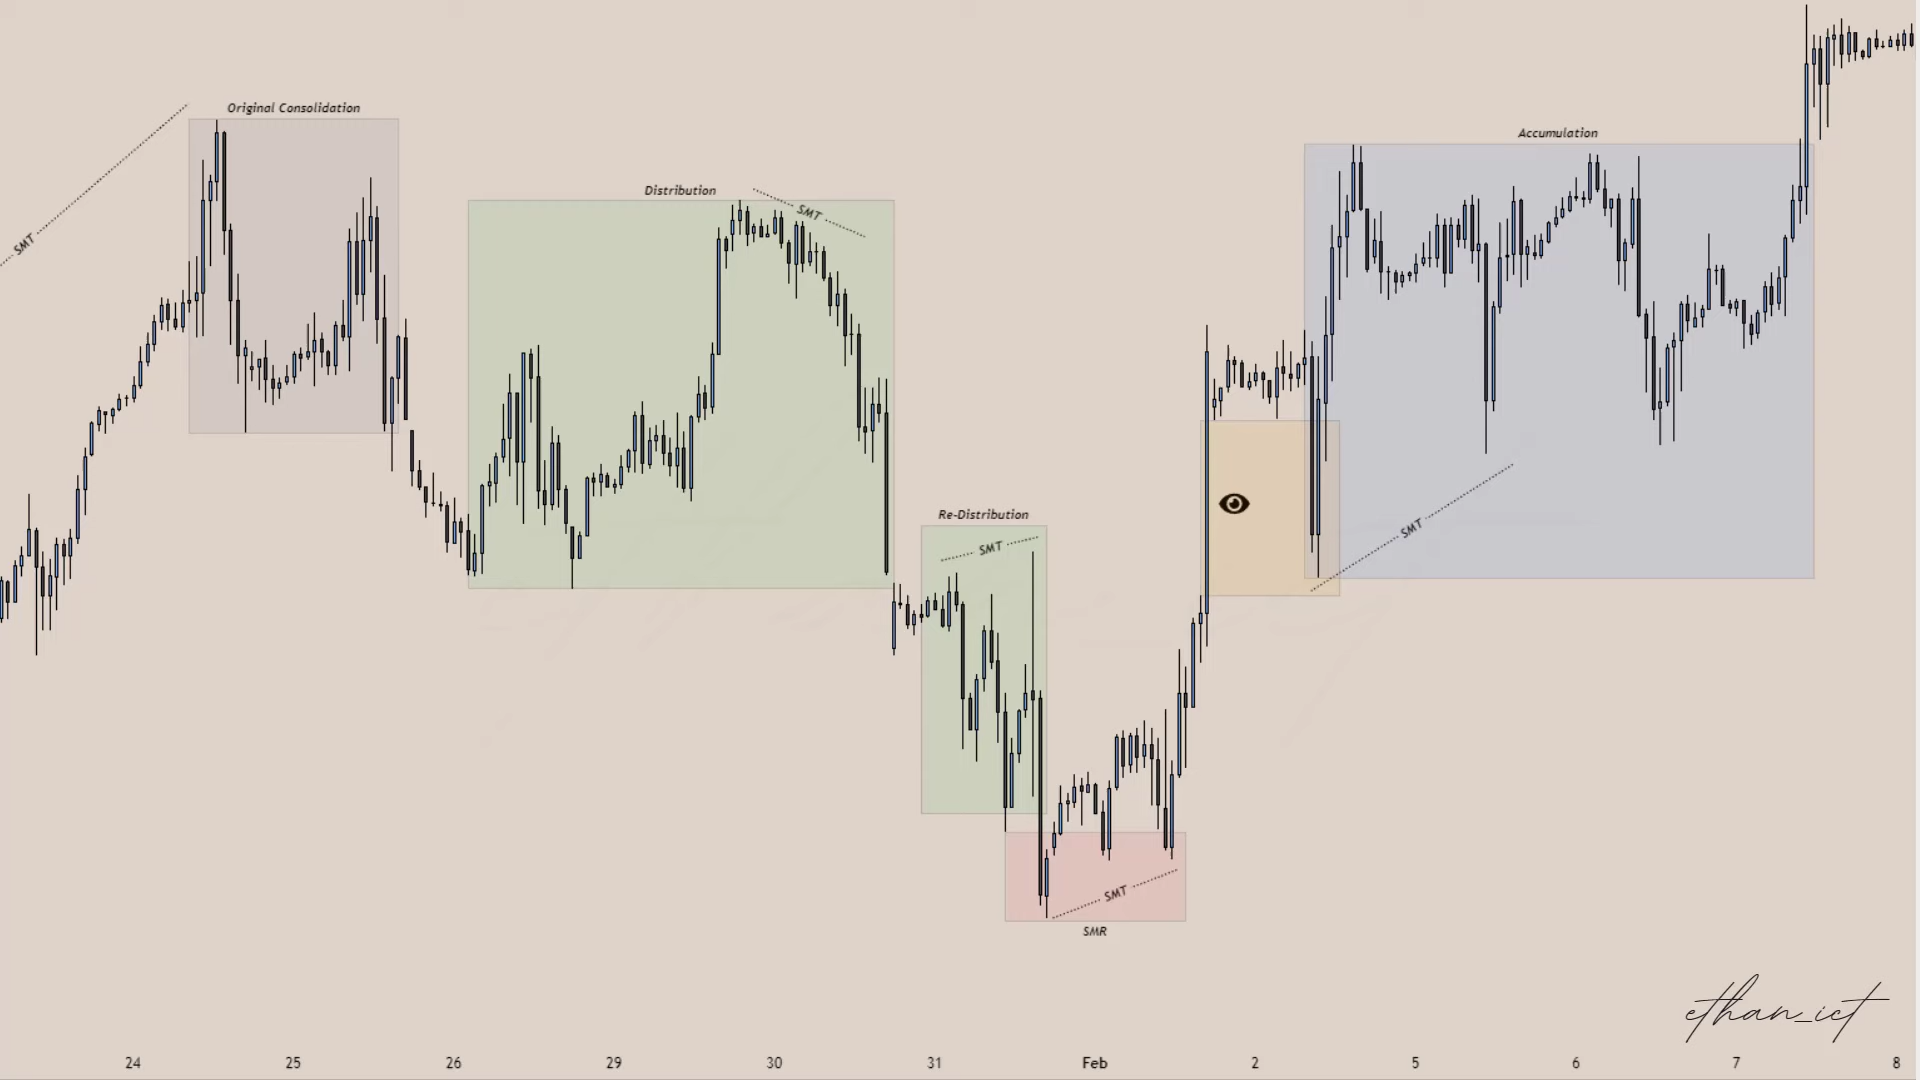 Original Consolidation
Accumulation
Distribution
SMT
SMT
Re-Distribution
SMT
SMT
SMT
SMR
ethan_ict
24 25 26 29 30 31 Feb 2 5 6 7 8